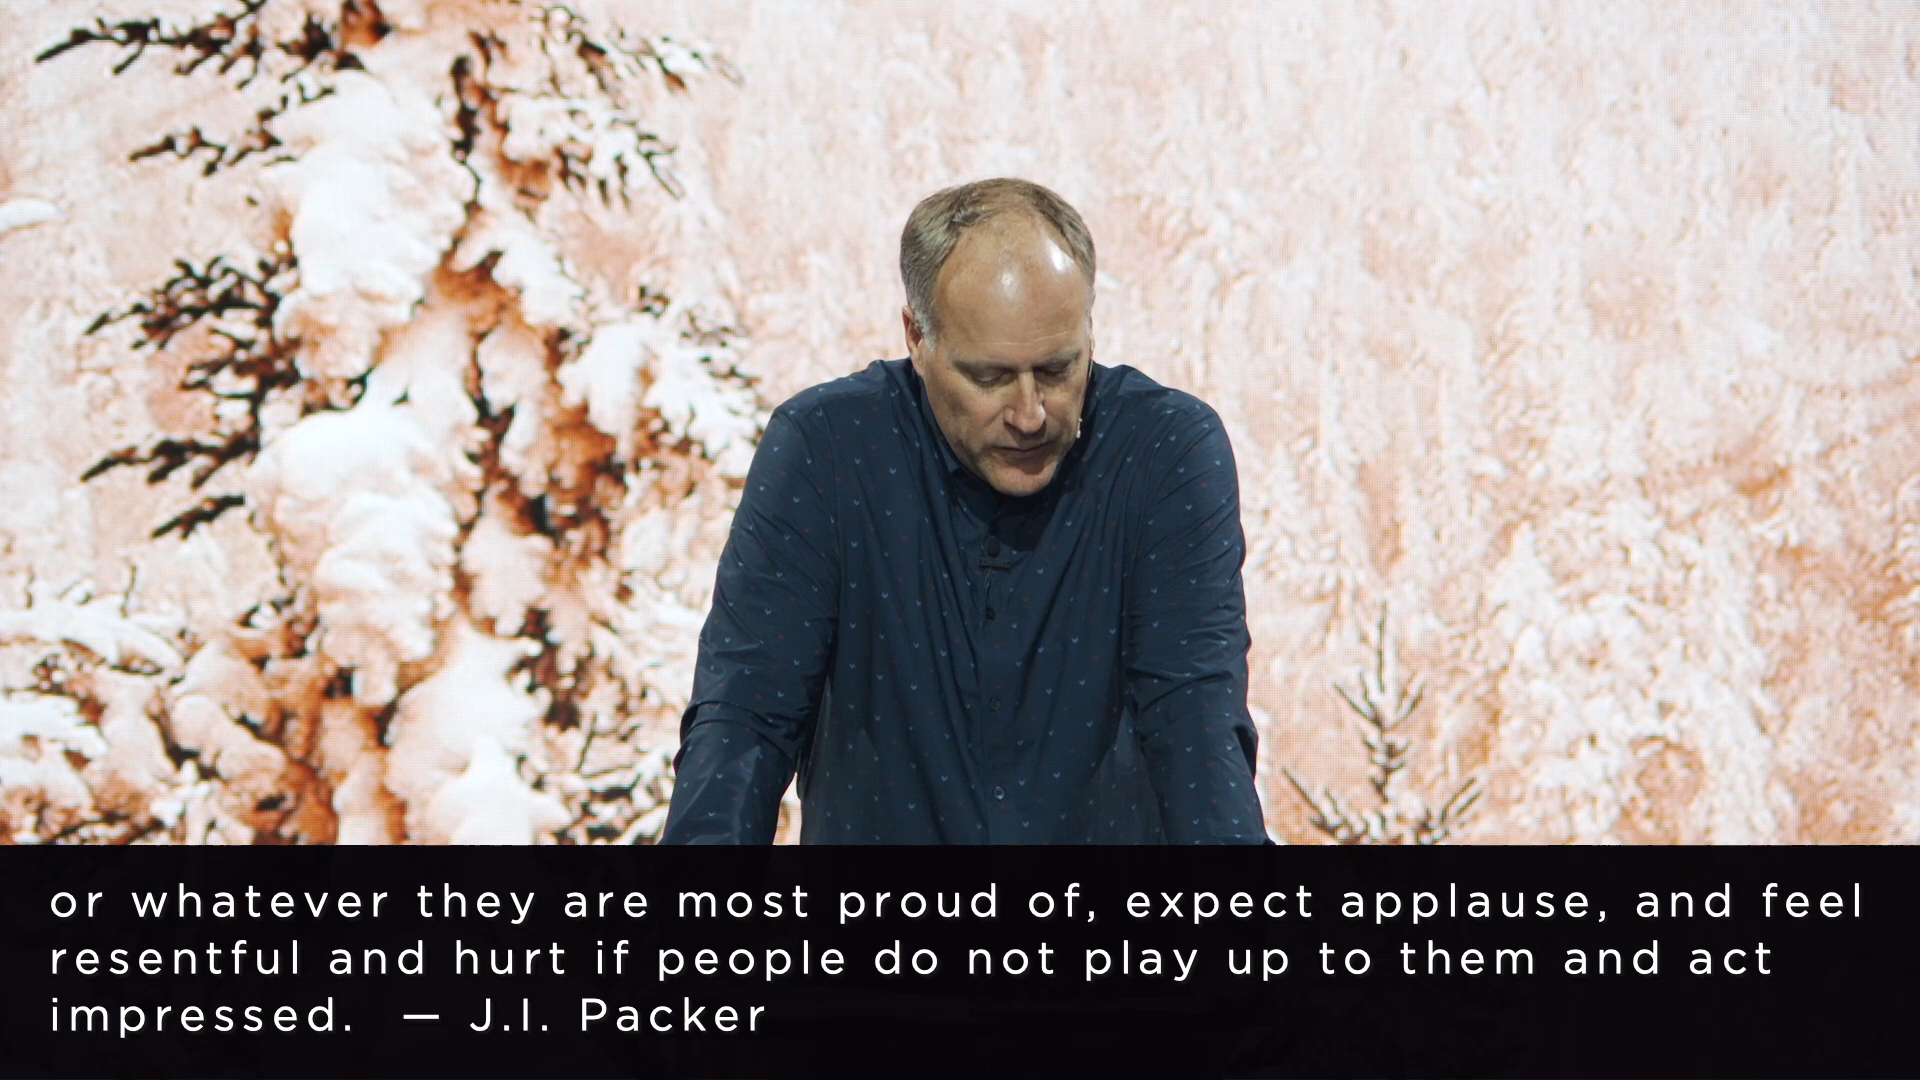 or whatever they are most proud of, expect applause, and feel
resentful and hurt if people do not play up to them and act
impressed. — J.I. Packer